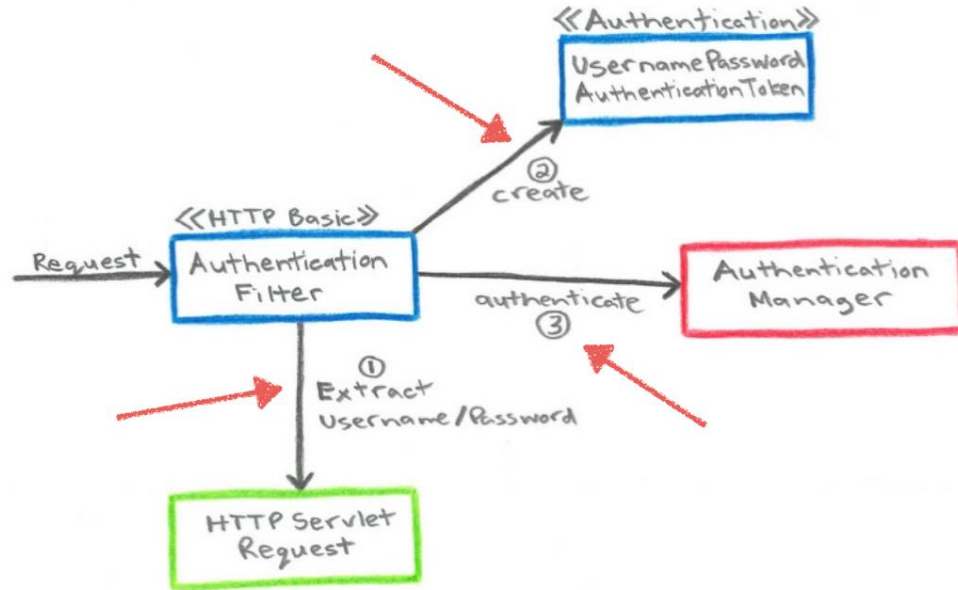 <<Authentication>>
UsernamePassword
AuthenticationToken
②
create
<<HTTP Basic>>
Request
Authentication
Filter
authenticate
③
Authentication
Manager
①
Extract
Username/Password
HTTP Servlet
Request